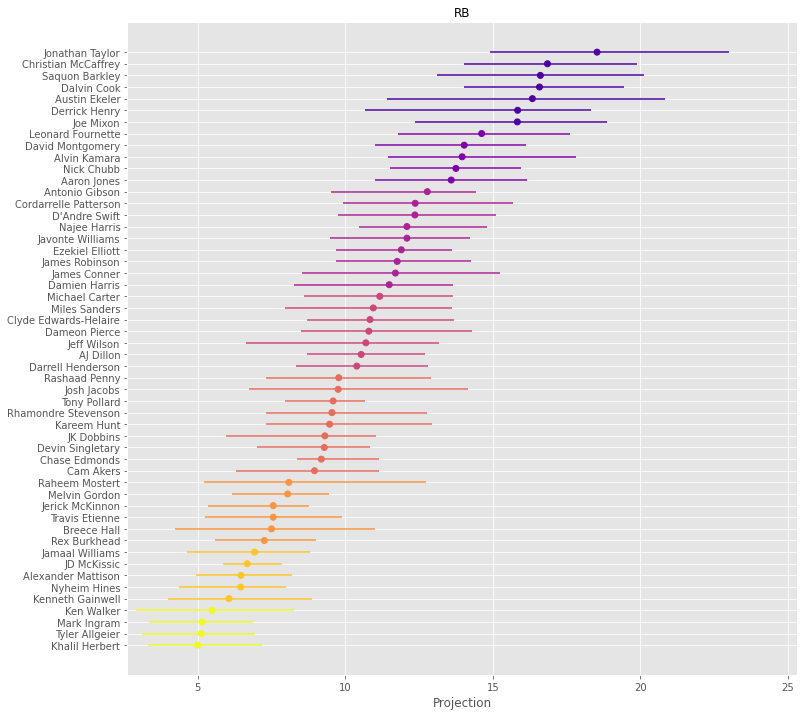 RB
Jonathan Taylor
Christian McCaffrey
Saquon Barkley
Dalvin Cook
Austin Ekeler
Derrick Henry
Joe Mixon
Leonard Fournette
David Montgomery
Alvin Kamara
Nick Chubb
Aaron Jones
Antonio Gibson
Cordarrelle Patterson
D'Andre Swift
Najee Harris
Javonte Williams
Ezekiel Elliott
James Robinson
James Conner
Damien Harris
Michael Carter
Miles Sanders
Clyde Edwards-Helaire
Dameon Pierce
Jeff Wilson
AJ Dillon
Darrell Henderson
Rashaad Penny
Josh Jacobs
Tony Pollard
Rhamondre Stevenson
Kareem Hunt
JK Dobbins
Devin Singletary
Chase Edmonds
Cam Akers
Raheem Mostert
Melvin Gordon
Jerick McKinnon
Travis Etienne
Breece Hall
Rex Burkhead
Jamaal Williams
JD McKissic
Alexander Mattison
Nyheim Hines
Kenneth Gainwell
Ken Walker
Mark Ingram
Tyler Allgeier
Khalil Herbert
5 10 15 20 25
Projection